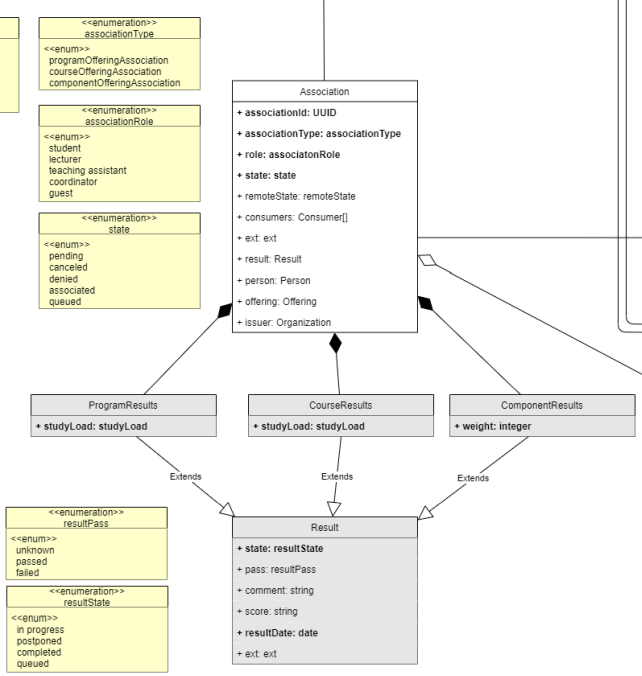 <<enumeration>>
associationType
<<enum>>
programOfferingAssociation
courseOfferingAssociation
componentOfferingAssociation
<<enumeration>>
associationRole
<<enum>>
student
lecturer
teaching assistant
coordinator
guest
<<enumeration>>
state
<<enum>>
pending
canceled
denied
associated
queued
Association
+ associationId: UUID
+ associationType: associationType
+ role: associatonRole
+ state: state
+ remoteState: remoteState
+ consumers: Consumer[]
+ ext: ext
+ result: Result
+ person: Person
+ offering: Offering
+ issuer: Organization
ProgramResults
+ studyLoad: studyLoad
CourseResults
+ studyLoad: studyLoad
ComponentResults
+ weight: integer
Extends
Extends
Extends
<<enumeration>>
resultPass
<<enum>>
unknown
passed
failed
<<enumeration>>
resultState
<<enum>>
in progress
postponed
completed
queued
Result
+ state: resultState
+ pass: resultPass
+ comment: string
+ score: string
+ resultDate: date
+ ext: ext